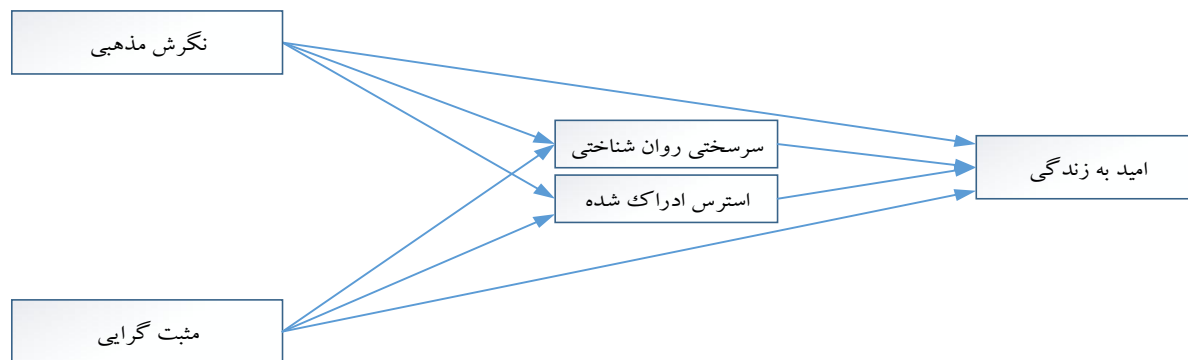 نگرش مذهبی
سرسختی روان شناختی
امید به زندگی
استرس ادراک شده
مثبت گرایی